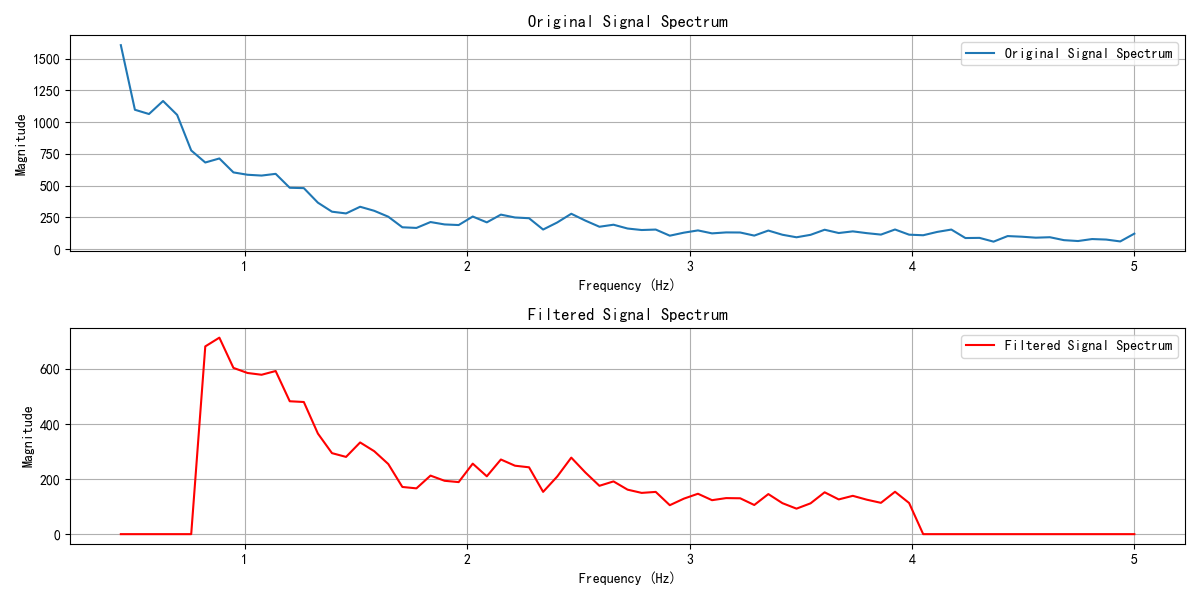 Original Signal Spectrum
1500
1250
1000
750
500
250
0
Magnitude
Original Signal Spectrum
1 2 3 4 5
Frequency (Hz)
Filtered Signal Spectrum
600
400
200
0
Magnitude
Filtered Signal Spectrum
1 2 3 4 5
Frequency (Hz)